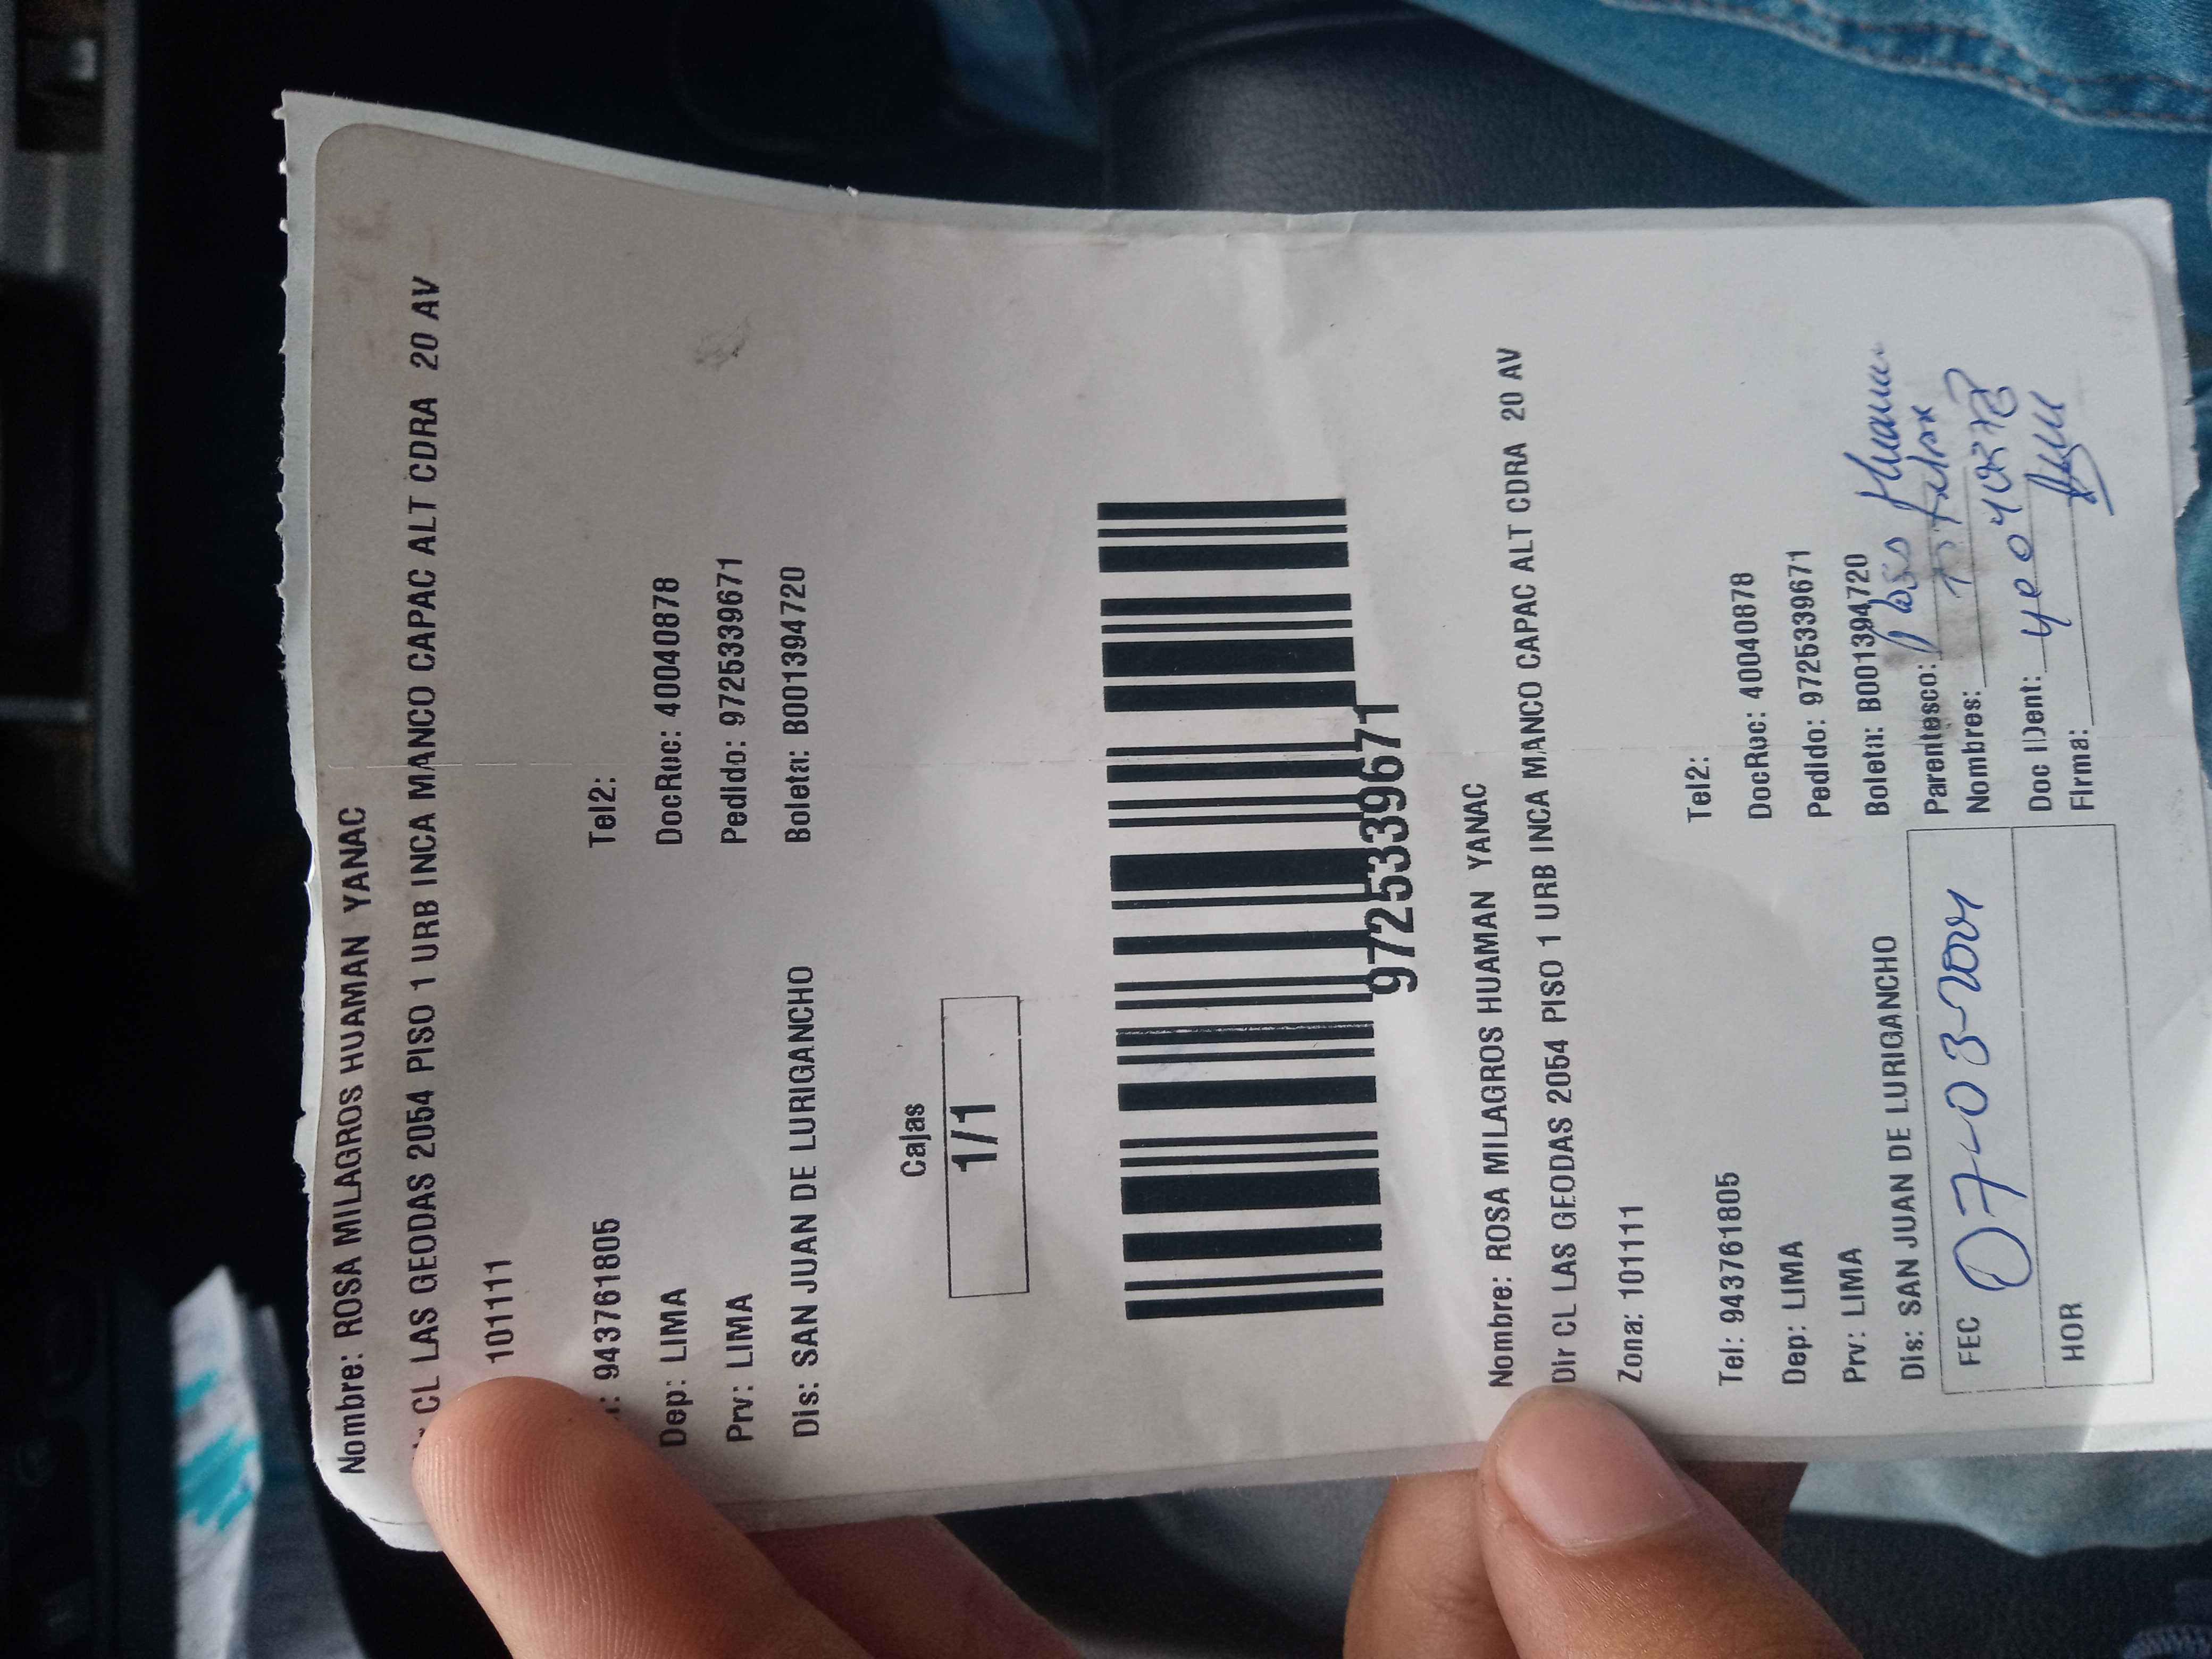 Nombre: ROSA MILAGROS HUAMAN YANAC
CL LAS GEODAS 2054 PISO 1 URB INCA MANCO CAPAC ALT CDRA 20 AV
101111
: 943761805 Tel2:
Dep: LIMA DocRuc: 40040878
Prv: LIMA Pedido: 9725339671
Dis: SAN JUAN DE LURIGANCHO Boleta: B001394720
Cajas
1/1
9725339671
Nombre: ROSA MILAGROS HUAMAN YANAC
Dir CL LAS GEODAS 2054 PISO 1 URB INCA MANCO CAPAC ALT CDRA 20 AV
Zona: 101111
Tel: 943761805 Tel2:
Dep: LIMA DocRuc: 40040878
Prv: LIMA Pedido: 9725339671
Dis: SAN JUAN DE LURIGANCHO Boleta: B001394720
FEC 07-03- Parentesco:
Nombres:
HOR Doc IDent:
Firma: